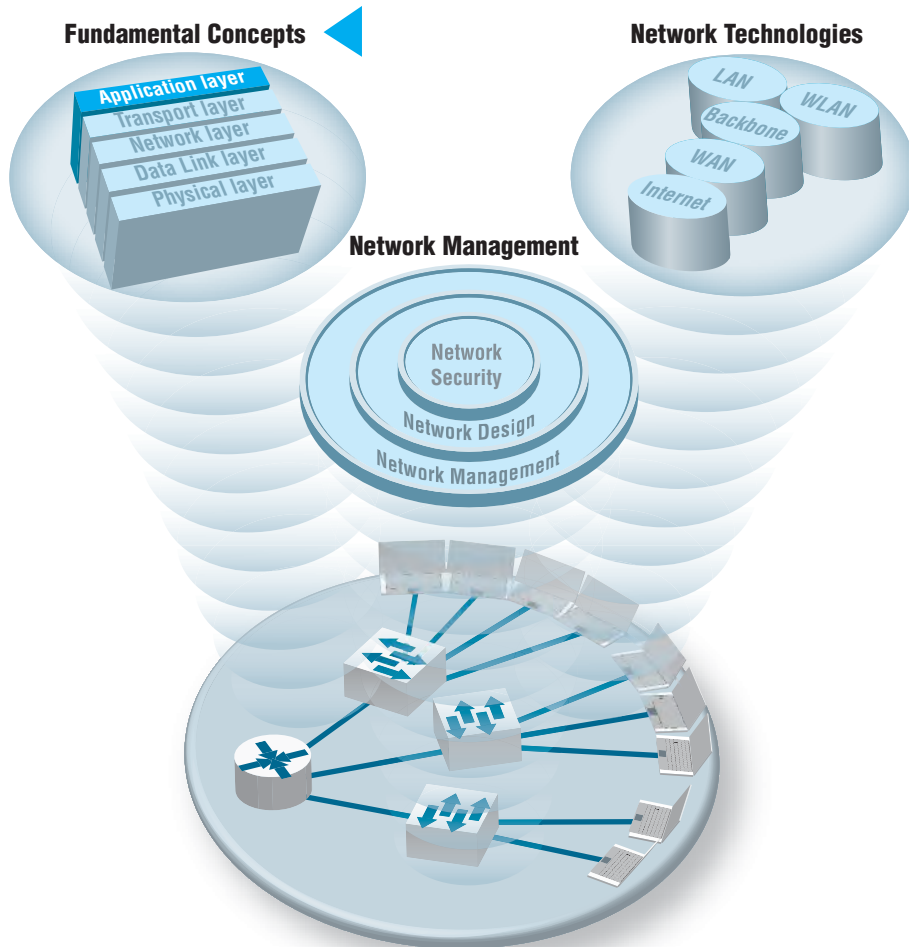 Fundamental Concepts
Application layer
Transport layer
Network layer
Data Link layer
Physical layer
Network Technologies
LAN
WLAN
Backbone
WAN
Internet
Network Management
Network
Security
Network Design
Network Management